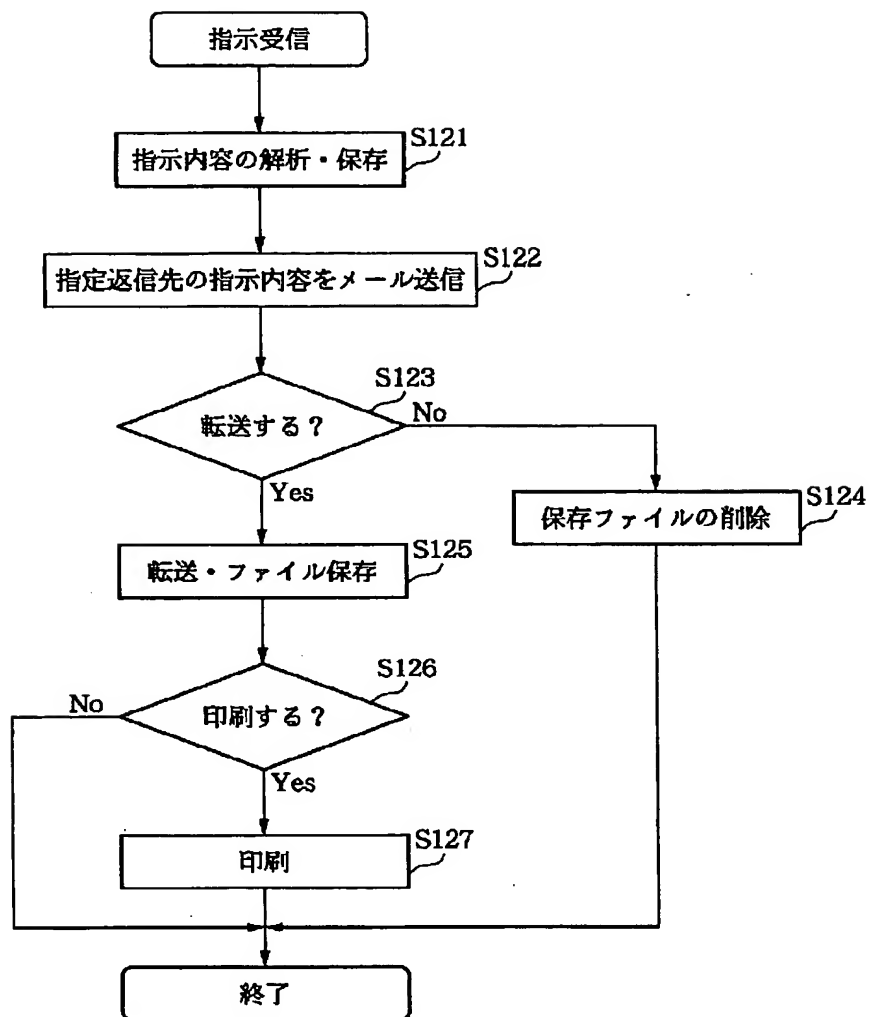 指示受信
S121
指示内容の解析・保存
S122
指定返信先の指示内容をメール送信
S123
転送する?
No
Yes
S124
保存ファイルの削除
S125
転送・ファイル保存
S126
No
印刷する?
Yes
S127
印刷
終了